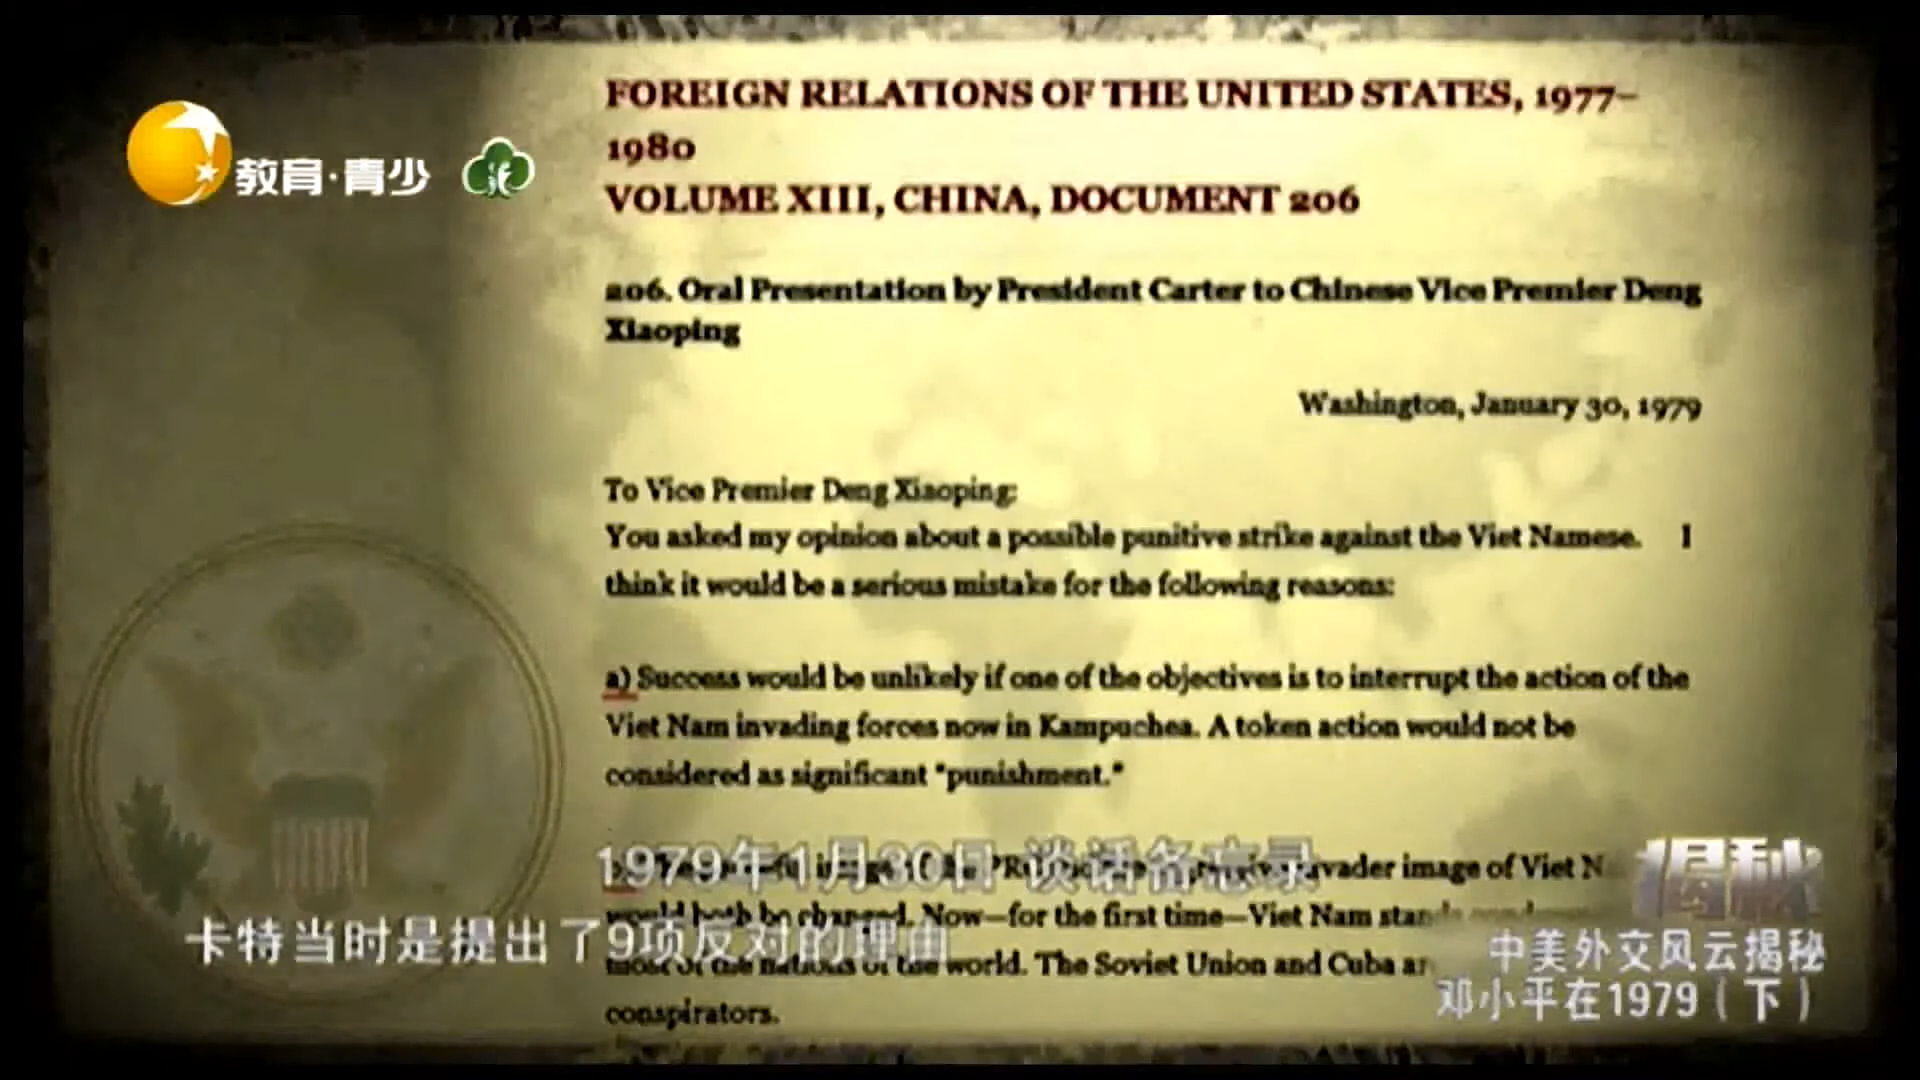 FOREIGN RELATIONS OF THE UNITED STATES, 1977–
1980
VOLUME XIII, CHINA, DOCUMENT 206
教育·青少
206. Oral Presentation by President Carter to Chinese Vice Premier Deng
Xiaoping
Washington, January 30, 1979
To Vice Premier Deng Xiaoping:
You asked my opinion about a possible punitive strike against the Viet Namese. I
think it would be a serious mistake for the following reasons:
a) Success would be unlikely if one of the objectives is to interrupt the action of the
Viet Nam invading forces now in Kampuchea. A token action would not be
considered as significant "punishment."
1979年1月30日 谈话备忘录
image of Viet
would both be changed. Now—for the first time—Viet Nam
卡特当时是提出了9项反对的理由
most of the nations of the world. The Soviet Union and Cuba
conspirators.
揭秘
中美外交风云揭秘
邓小平在1979(下)